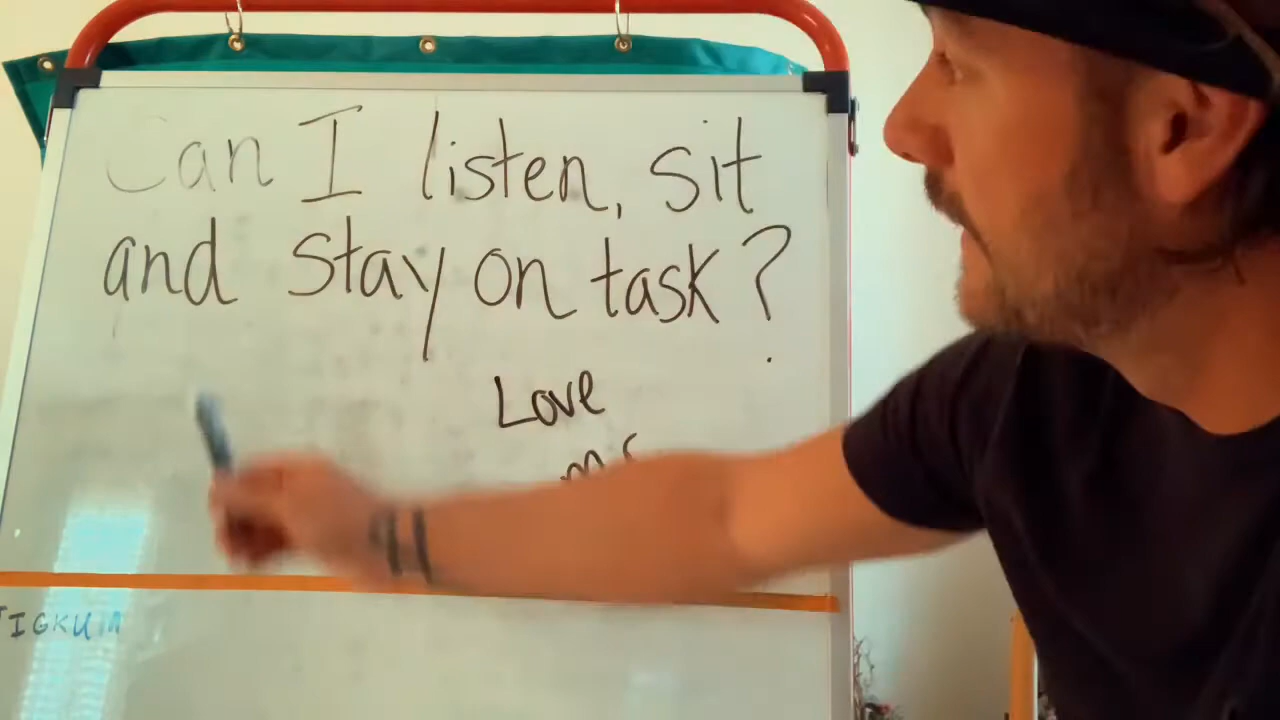 Can I listen, sit
and stay on task?
Love